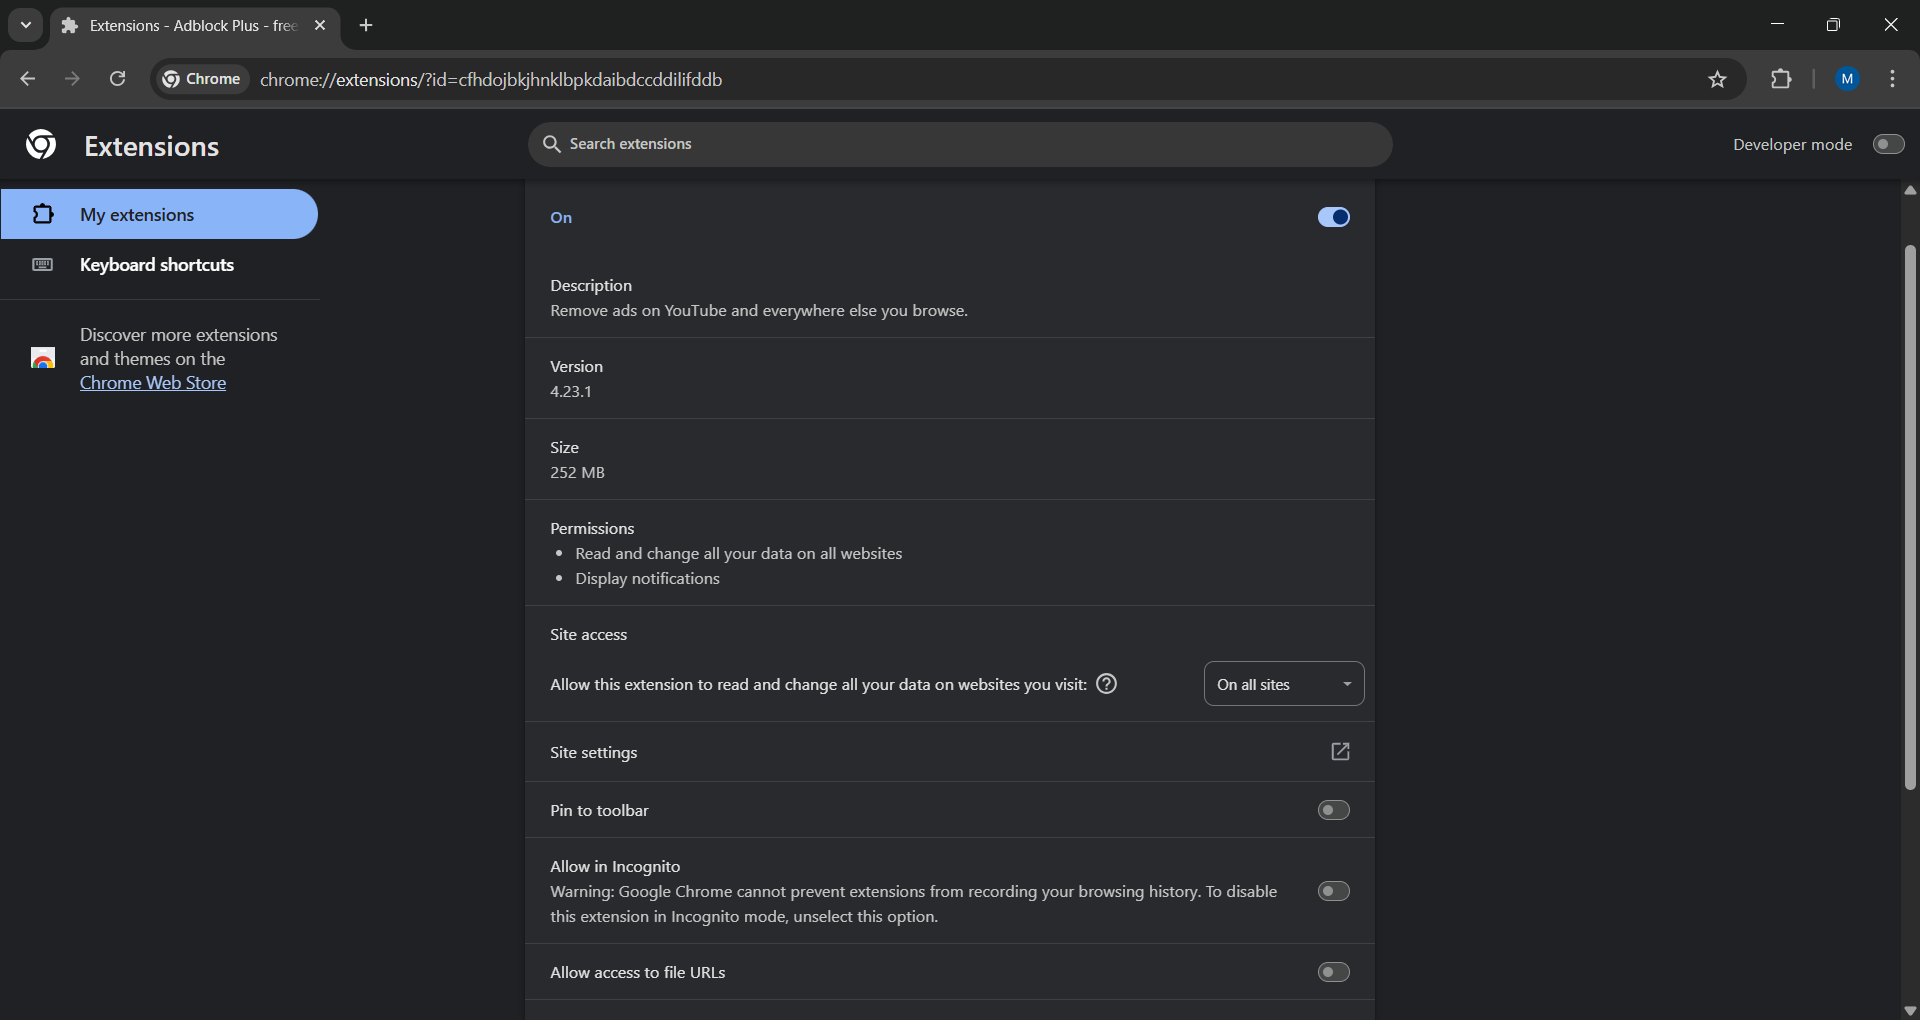 Extensions - Adblock Plus - free
Chrome
chrome://extensions/?id=cfhdojbkjhnklbpkdaibdccddilifddb
M
Extensions
Search extensions
Developer mode
My extensions
Keyboard shortcuts
Discover more extensions
and themes on the
Chrome Web Store
On
Description
Remove ads on YouTube and everywhere else you browse.
Version
4.23.1
Size
252 MB
Permissions
• Read and change all your data on all websites
• Display notifications
Site access
Allow this extension to read and change all your data on websites you visit:
On all sites
Site settings
Pin to toolbar
Allow in Incognito
Warning: Google Chrome cannot prevent extensions from recording your browsing history. To disable
this extension in Incognito mode, unselect this option.
Allow access to file URLs